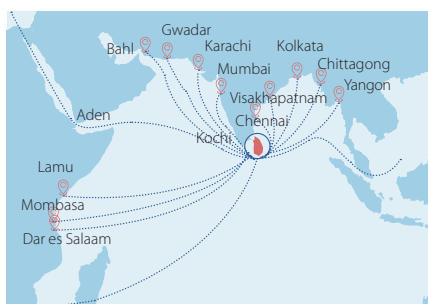 Gwadar
Bahl
Karachi
Kolkata
Mumbai
Chittagong
Yangon
Visakhapatnam
Aden
Chennai
Kochi
Lamu
Mombasa
Dar es Salaam